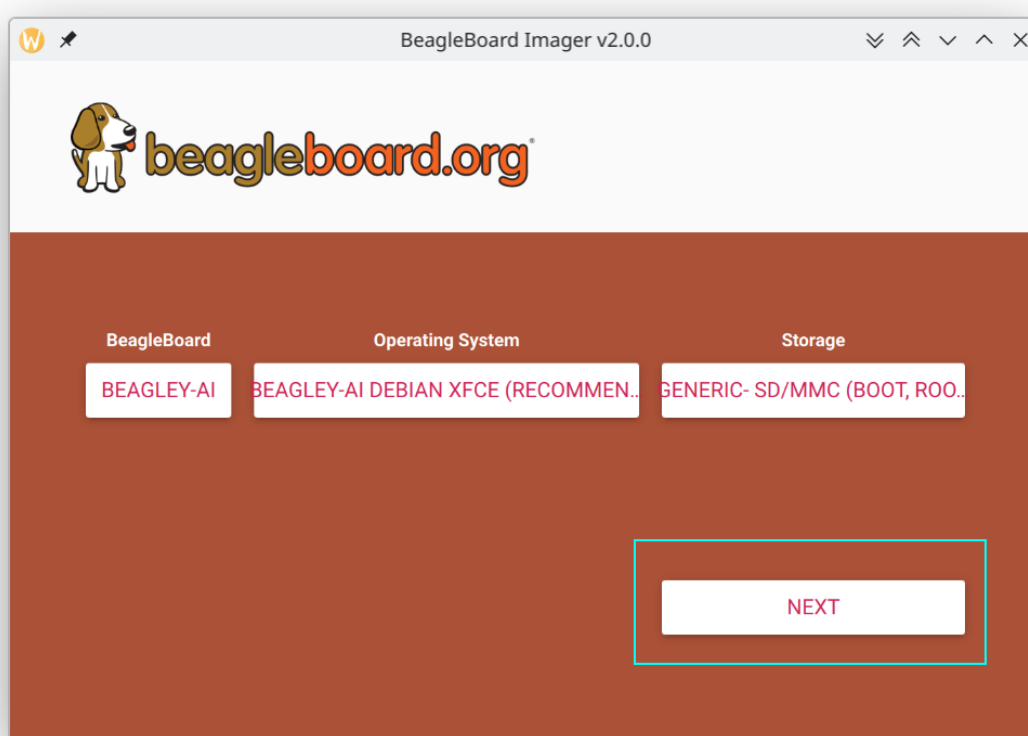 BeagleBoard Imager v2.0.0
beagleboard.org®
BeagleBoard
Operating System
Storage
BEAGLEY-AI
BEAGLEY-AI DEBIAN XFCE (RECOMMEN..
GENERIC- SD/MMC (BOOT, ROO..
NEXT